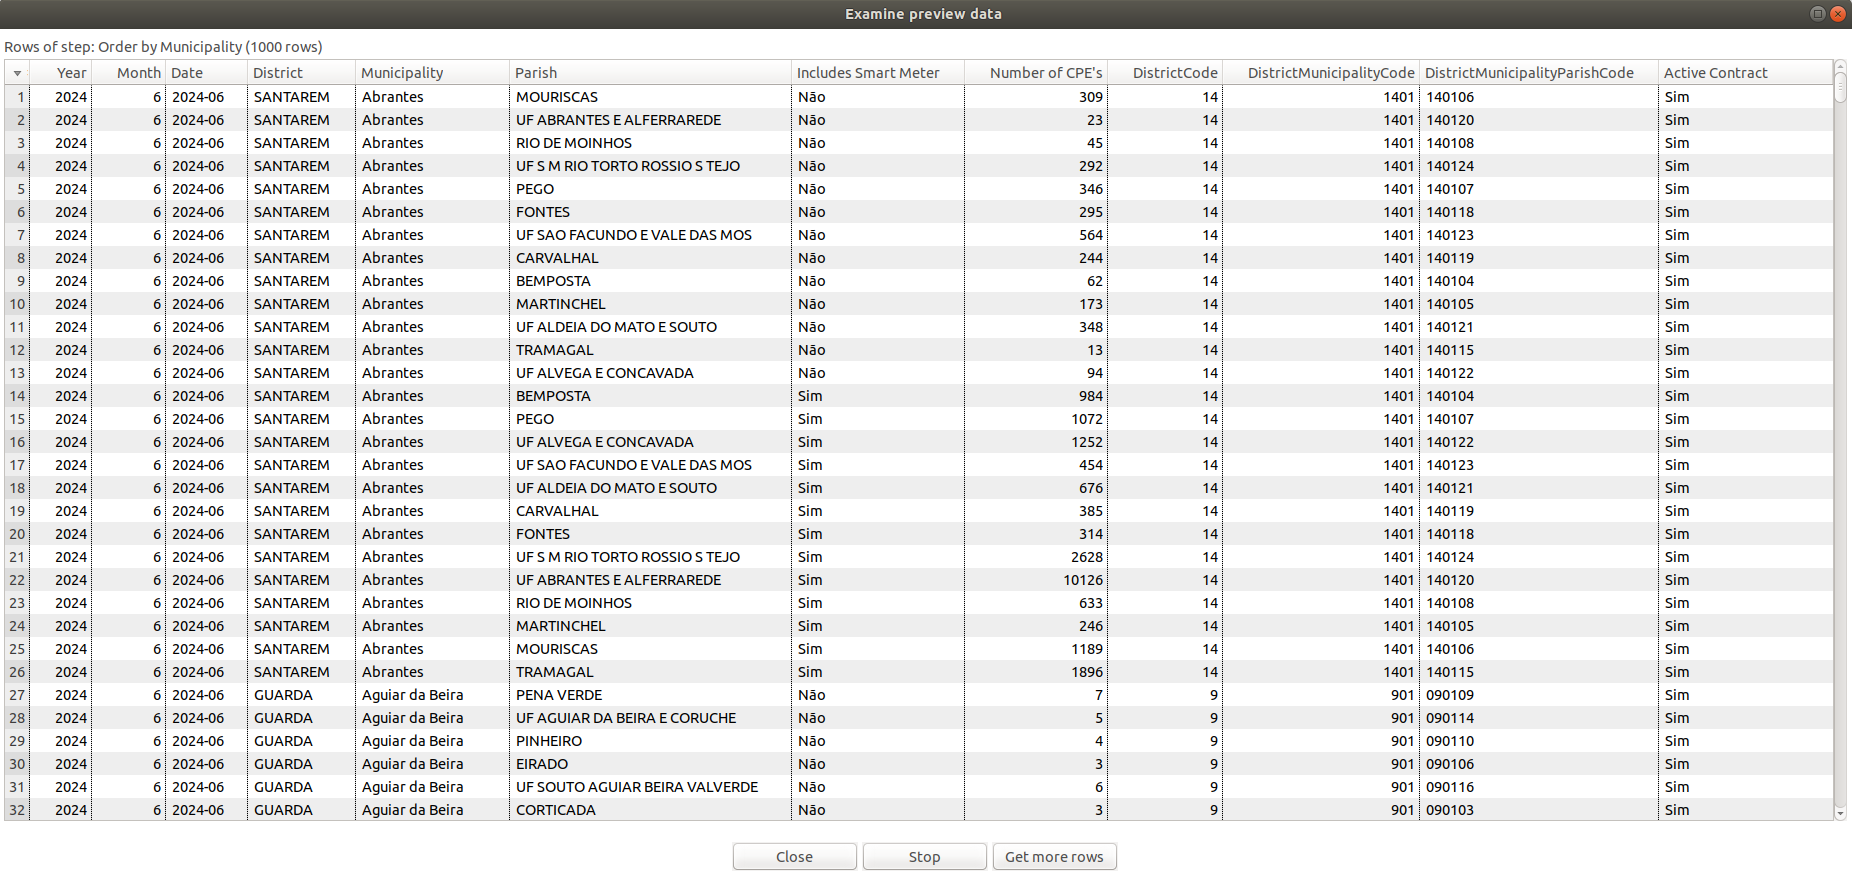 Examine preview data
Rows of step: Order by Municipality (1000 rows)
Year Month Date District Municipality Parish Includes Smart Meter Number of CPE's DistrictCode DistrictMunicipalityCode DistrictMunicipalityParishCode Active Contract
1 2024 6 2024-06 SANTAREM Abrantes MOURISCAS Não 309 14 1401 140106 Sim
2 2024 6 2024-06 SANTAREM Abrantes UF ABRANTES E ALFERRAREDE Não 23 14 1401 140120 Sim
3 2024 6 2024-06 SANTAREM Abrantes RIO DE MOINHOS Não 45 14 1401 140108 Sim
4 2024 6 2024-06 SANTAREM Abrantes UF S M RIO TORTO ROSSIO S TEJO Não 292 14 1401 140124 Sim
5 2024 6 2024-06 SANTAREM Abrantes PEGO Não 346 14 1401 140107 Sim
6 2024 6 2024-06 SANTAREM Abrantes FONTES Não 295 14 1401 140118 Sim
7 2024 6 2024-06 SANTAREM Abrantes UF SAO FACUNDO E VALE DAS MOS Não 564 14 1401 140123 Sim
8 2024 6 2024-06 SANTAREM Abrantes CARVALHAL Não 244 14 1401 140119 Sim
9 2024 6 2024-06 SANTAREM Abrantes BEMPOSTA Não 62 14 1401 140104 Sim
10 2024 6 2024-06 SANTAREM Abrantes MARTINCHEL Não 173 14 1401 140105 Sim
11 2024 6 2024-06 SANTAREM Abrantes UF ALDEIA DO MATO E SOUTO Não 348 14 1401 140121 Sim
12 2024 6 2024-06 SANTAREM Abrantes TRAMAGAL Não 13 14 1401 140115 Sim
13 2024 6 2024-06 SANTAREM Abrantes UF ALVEGA E CONCAVADA Não 94 14 1401 140122 Sim
14 2024 6 2024-06 SANTAREM Abrantes BEMPOSTA Sim 984 14 1401 140104 Sim
15 2024 6 2024-06 SANTAREM Abrantes PEGO Sim 1072 14 1401 140107 Sim
16 2024 6 2024-06 SANTAREM Abrantes UF ALVEGA E CONCAVADA Sim 1252 14 1401 140122 Sim
17 2024 6 2024-06 SANTAREM Abrantes UF SAO FACUNDO E VALE DAS MOS Sim 454 14 1401 140123 Sim
18 2024 6 2024-06 SANTAREM Abrantes UF ALDEIA DO MATO E SOUTO Sim 676 14 1401 140121 Sim
19 2024 6 2024-06 SANTAREM Abrantes CARVALHAL Sim 385 14 1401 140119 Sim
20 2024 6 2024-06 SANTAREM Abrantes FONTES Sim 314 14 1401 140118 Sim
21 2024 6 2024-06 SANTAREM Abrantes UF S M RIO TORTO ROSSIO S TEJO Sim 2628 14 1401 140124 Sim
22 2024 6 2024-06 SANTAREM Abrantes UF ABRANTES E ALFERRAREDE Sim 10126 14 1401 140120 Sim
23 2024 6 2024-06 SANTAREM Abrantes RIO DE MOINHOS Sim 633 14 1401 140108 Sim
24 2024 6 2024-06 SANTAREM Abrantes MARTINCHEL Sim 246 14 1401 140105 Sim
25 2024 6 2024-06 SANTAREM Abrantes MOURISCAS Sim 1189 14 1401 140106 Sim
26 2024 6 2024-06 SANTAREM Abrantes TRAMAGAL Sim 1896 14 1401 140115 Sim
27 2024 6 2024-06 GUARDA Aguiar da Beira PENA VERDE Não 7 9 901 090109 Sim
28 2024 6 2024-06 GUARDA Aguiar da Beira UF AGUIAR DA BEIRA E CORUCHE Não 5 9 901 090114 Sim
29 2024 6 2024-06 GUARDA Aguiar da Beira PINHEIRO Não 4 9 901 090110 Sim
30 2024 6 2024-06 GUARDA Aguiar da Beira EIRADO Não 3 9 901 090106 Sim
31 2024 6 2024-06 GUARDA Aguiar da Beira UF SOUTO AGUIAR BEIRA VALVERDE Não 6 9 901 090116 Sim
32 2024 6 2024-06 GUARDA Aguiar da Beira CORTICADA Não 3 9 901 090103 Sim
Close Stop Get more rows